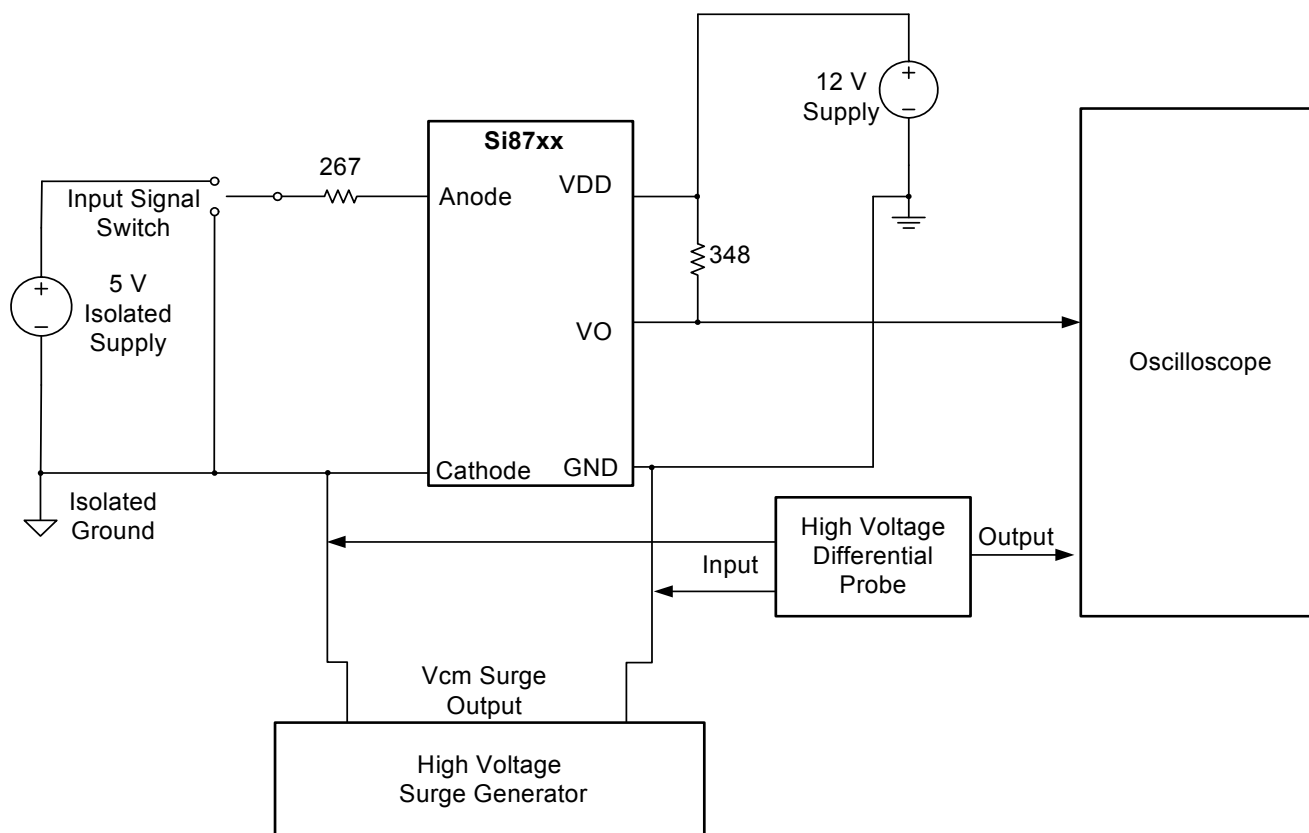 12 V
Supply
Si87xx
267
Input Signal
Switch
Anode
VDD
348
5 V
Isolated
Supply
VO
Oscilloscope
Cathode
GND
Isolated
Ground
High Voltage
Differential
Probe
Output
Input
Vcm Surge
Output
High Voltage
Surge Generator